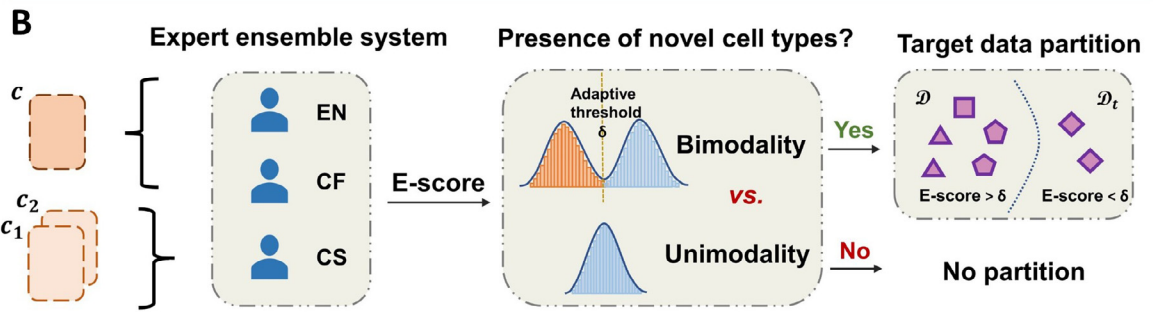 B
Expert ensemble system
Presence of novel cell types?
Target data partition
c
c₂
c₁
EN
CF
CS
E-score
Adaptive
threshold
δ
Bimodality
vs.
Unimodality
Yes
No
𝒟
𝒟ₜ
E-score > δ
E-score < δ
No partition